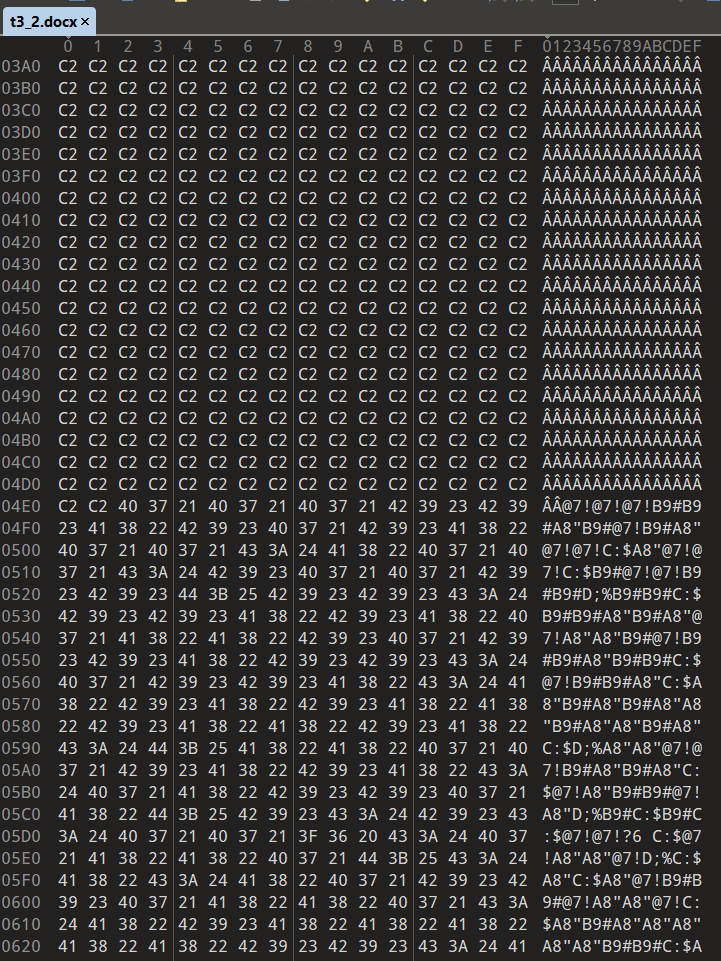 t3_2.docx ×
0 1 2 3 4 5 6 7 8 9 A B C D E F 0123456789ABCDEF
03A0 C2 C2 C2 C2 C2 C2 C2 C2 C2 C2 C2 C2 C2 C2 C2 C2 ÂÂÂÂÂÂÂÂÂÂÂÂÂÂÂÂ
03B0 C2 C2 C2 C2 C2 C2 C2 C2 C2 C2 C2 C2 C2 C2 C2 C2 ÂÂÂÂÂÂÂÂÂÂÂÂÂÂÂÂ
03C0 C2 C2 C2 C2 C2 C2 C2 C2 C2 C2 C2 C2 C2 C2 C2 C2 ÂÂÂÂÂÂÂÂÂÂÂÂÂÂÂÂ
03D0 C2 C2 C2 C2 C2 C2 C2 C2 C2 C2 C2 C2 C2 C2 C2 C2 ÂÂÂÂÂÂÂÂÂÂÂÂÂÂÂÂ
03E0 C2 C2 C2 C2 C2 C2 C2 C2 C2 C2 C2 C2 C2 C2 C2 C2 ÂÂÂÂÂÂÂÂÂÂÂÂÂÂÂÂ
03F0 C2 C2 C2 C2 C2 C2 C2 C2 C2 C2 C2 C2 C2 C2 C2 C2 ÂÂÂÂÂÂÂÂÂÂÂÂÂÂÂÂ
0400 C2 C2 C2 C2 C2 C2 C2 C2 C2 C2 C2 C2 C2 C2 C2 C2 ÂÂÂÂÂÂÂÂÂÂÂÂÂÂÂÂ
0410 C2 C2 C2 C2 C2 C2 C2 C2 C2 C2 C2 C2 C2 C2 C2 C2 ÂÂÂÂÂÂÂÂÂÂÂÂÂÂÂÂ
0420 C2 C2 C2 C2 C2 C2 C2 C2 C2 C2 C2 C2 C2 C2 C2 C2 ÂÂÂÂÂÂÂÂÂÂÂÂÂÂÂÂ
0430 C2 C2 C2 C2 C2 C2 C2 C2 C2 C2 C2 C2 C2 C2 C2 C2 ÂÂÂÂÂÂÂÂÂÂÂÂÂÂÂÂ
0440 C2 C2 C2 C2 C2 C2 C2 C2 C2 C2 C2 C2 C2 C2 C2 C2 ÂÂÂÂÂÂÂÂÂÂÂÂÂÂÂÂ
0450 C2 C2 C2 C2 C2 C2 C2 C2 C2 C2 C2 C2 C2 C2 C2 C2 ÂÂÂÂÂÂÂÂÂÂÂÂÂÂÂÂ
0460 C2 C2 C2 C2 C2 C2 C2 C2 C2 C2 C2 C2 C2 C2 C2 C2 ÂÂÂÂÂÂÂÂÂÂÂÂÂÂÂÂ
0470 C2 C2 C2 C2 C2 C2 C2 C2 C2 C2 C2 C2 C2 C2 C2 C2 ÂÂÂÂÂÂÂÂÂÂÂÂÂÂÂÂ
0480 C2 C2 C2 C2 C2 C2 C2 C2 C2 C2 C2 C2 C2 C2 C2 C2 ÂÂÂÂÂÂÂÂÂÂÂÂÂÂÂÂ
0490 C2 C2 C2 C2 C2 C2 C2 C2 C2 C2 C2 C2 C2 C2 C2 C2 ÂÂÂÂÂÂÂÂÂÂÂÂÂÂÂÂ
04A0 C2 C2 C2 C2 C2 C2 C2 C2 C2 C2 C2 C2 C2 C2 C2 C2 ÂÂÂÂÂÂÂÂÂÂÂÂÂÂÂÂ
04B0 C2 C2 C2 C2 C2 C2 C2 C2 C2 C2 C2 C2 C2 C2 C2 C2 ÂÂÂÂÂÂÂÂÂÂÂÂÂÂÂÂ
04C0 C2 C2 C2 C2 C2 C2 C2 C2 C2 C2 C2 C2 C2 C2 C2 C2 ÂÂÂÂÂÂÂÂÂÂÂÂÂÂÂÂ
04D0 C2 C2 C2 C2 C2 C2 C2 C2 C2 C2 C2 C2 C2 C2 C2 C2 ÂÂÂÂÂÂÂÂÂÂÂÂÂÂÂÂ
04E0 C2 C2 40 37 21 40 37 21 40 37 21 42 39 23 42 39 ÂÂ@7!@7!@7!B9#B9
04F0 23 41 38 22 42 39 23 40 37 21 42 39 23 41 38 22 #A8"B9#@7!B9#A8"
0500 40 37 21 40 37 21 43 3A 24 41 38 22 40 37 21 40 @7!@7!C:$A8"@7!@
0510 37 21 43 3A 24 42 39 23 40 37 21 40 37 21 42 39 7!C:$B9#@7!@7!B9
0520 23 42 39 23 44 3B 25 42 39 23 42 39 23 43 3A 24 #B9#D;%B9#B9#C:$
0530 42 39 23 42 39 23 41 38 22 42 39 23 41 38 22 40 B9#B9#A8"B9#A8"@
0540 37 21 41 38 22 41 38 22 42 39 23 40 37 21 42 39 7!A8"A8"B9#@7!B9
0550 23 42 39 23 41 38 22 42 39 23 42 39 23 43 3A 24 #B9#A8"B9#B9#C:$
0560 40 37 21 42 39 23 42 39 23 41 38 22 43 3A 24 41 @7!B9#B9#A8"C:$A
0570 38 22 42 39 23 41 38 22 42 39 23 41 38 22 41 38 8"B9#A8"B9#A8"A8
0580 22 42 39 23 41 38 22 41 38 22 42 39 23 41 38 22 "B9#A8"A8"B9#A8"
0590 43 3A 24 44 3B 25 41 38 22 41 38 22 40 37 21 40 C:$D;%A8"A8"@7!@
05A0 37 21 42 39 23 41 38 22 42 39 23 41 38 22 43 3A 7!B9#A8"B9#A8"C:
05B0 24 40 37 21 41 38 22 42 39 23 42 39 23 40 37 21 $@7!A8"B9#B9#@7!
05C0 41 38 22 44 3B 25 42 39 23 43 3A 24 42 39 23 43 A8"D;%B9#C:$B9#C
05D0 3A 24 40 37 21 40 37 21 3F 36 20 43 3A 24 40 37 :$@7!@7!?6 C:$@7
05E0 21 41 38 22 41 38 22 40 37 21 44 3B 25 43 3A 24 !A8"A8"@7!D;%C:$
05F0 41 38 22 43 3A 24 41 38 22 40 37 21 42 39 23 42 A8"C:$A8"@7!B9#B
0600 39 23 40 37 21 41 38 22 41 38 22 40 37 21 43 3A 9#@7!A8"A8"@7!C:
0610 24 41 38 22 42 39 23 41 38 22 41 38 22 41 38 22 $A8"B9#A8"A8"A8"
0620 41 38 22 41 38 22 42 39 23 42 39 23 43 3A 24 41 A8"A8"B9#B9#C:$A